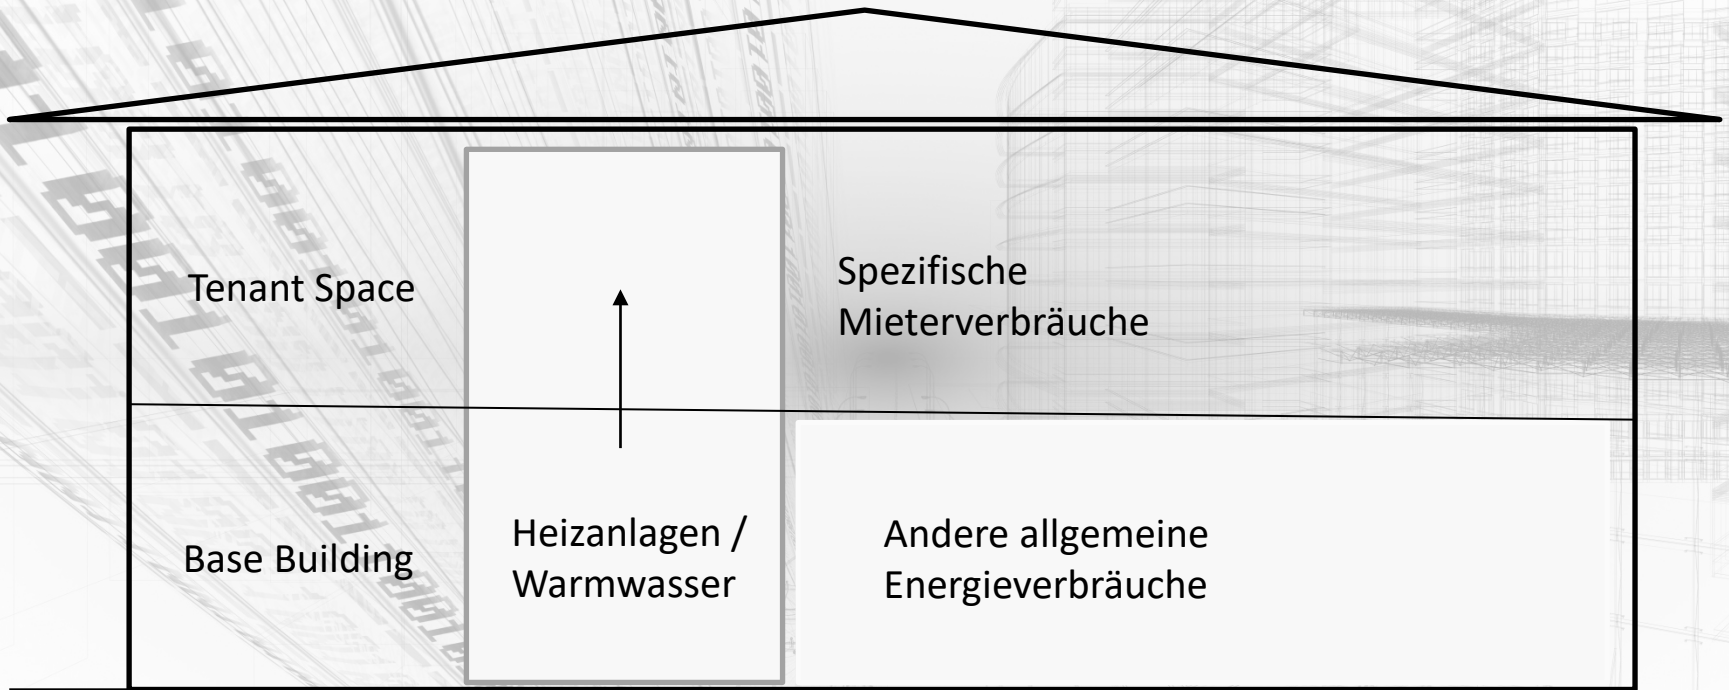 Tenant Space
Spezifische
Mieterverbräuche
Base Building
Heizanlagen /
Warmwasser
Andere allgemeine
Energieverbräuche